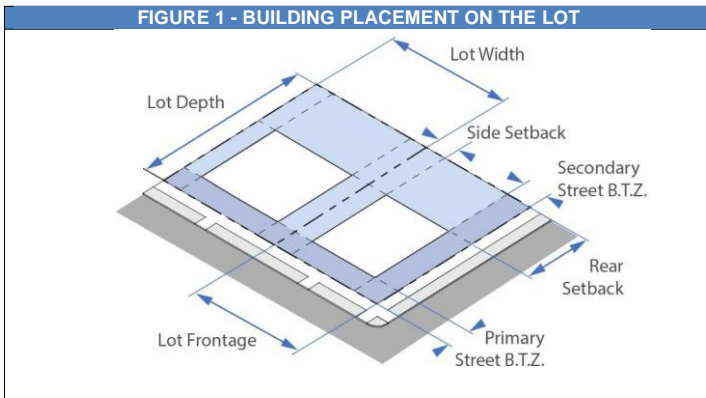 FIGURE 1 - BUILDING PLACEMENT ON THE LOT
Lot Width
Lot Depth
Side Setback
Secondary
Street B.T.Z.
Rear
Setback
Lot Frontage
Primary
Street B.T.Z.